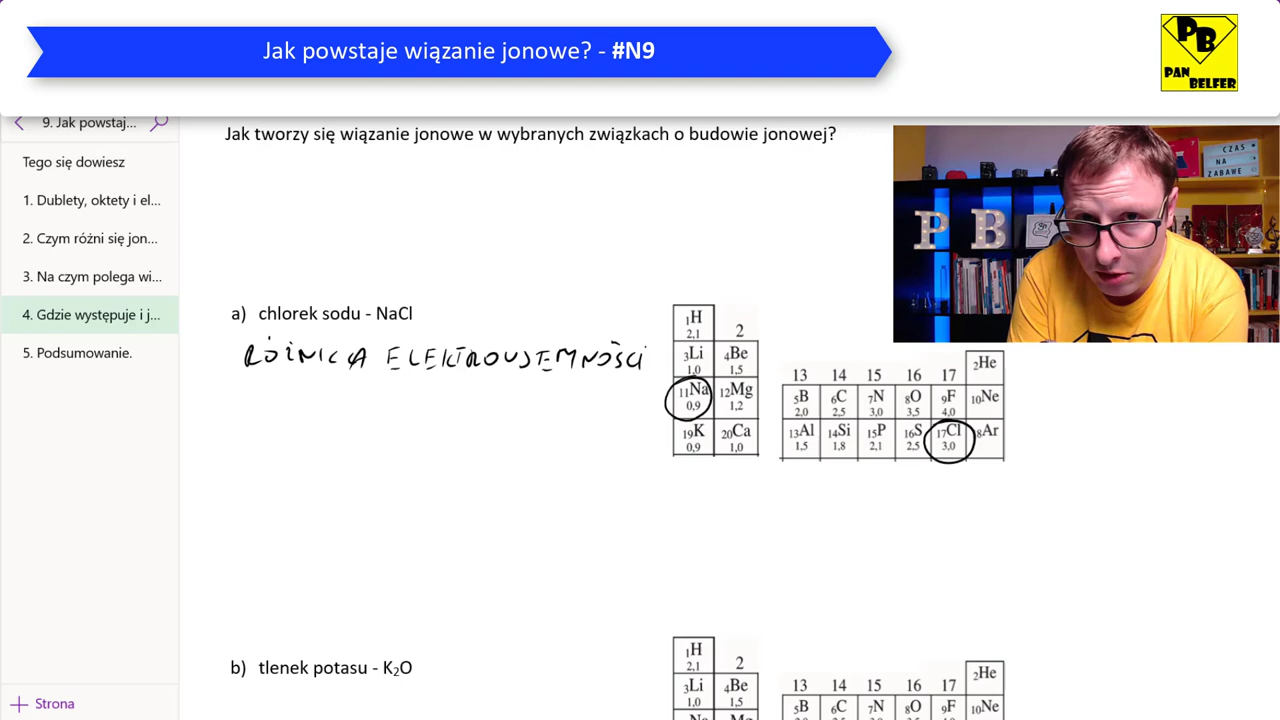 Jak powstaje wiązanie jonowe? - #N9
PB
PAN
BELFER
9. Jak powstaj...
Tego się dowiesz
1. Dublety, oktety i el...
2. Czym różni się jon...
3. Na czym polega wi...
4. Gdzie występuje i j...
5. Podsumowanie.
Strona
Jak tworzy się wiązanie jonowe w wybranych związkach o budowie jonowej?
CZAS
NA
ZABAWE
P B
a) chlorek sodu - NaCl
RÓŻNICA ELEKTROUJEMNOŚCI
₁H
2,1 2
₃Li ₄Be
1,0 1,5
₁₁Na ₁₂Mg
0,9 1,2
₁₉K ₂₀Ca
0,9 1,0
13 14 15 16 17 ₂He
₅B ₆C ₇N ₈O ₉F ₁₀Ne
2,0 2,5 3,0 3,5 4,0
₁₃Al ₁₄Si ₁₅P ₁₆S ₁₇Cl ₈Ar
1,5 1,8 2,1 2,5 3,0
b) tlenek potasu - K₂O
₁H
2,1 2
₃Li ₄Be
1,0 1,5
13 14 15 16 17 ₂He
₅B ₆C ₇N ₈O ₉F ₁₀Ne